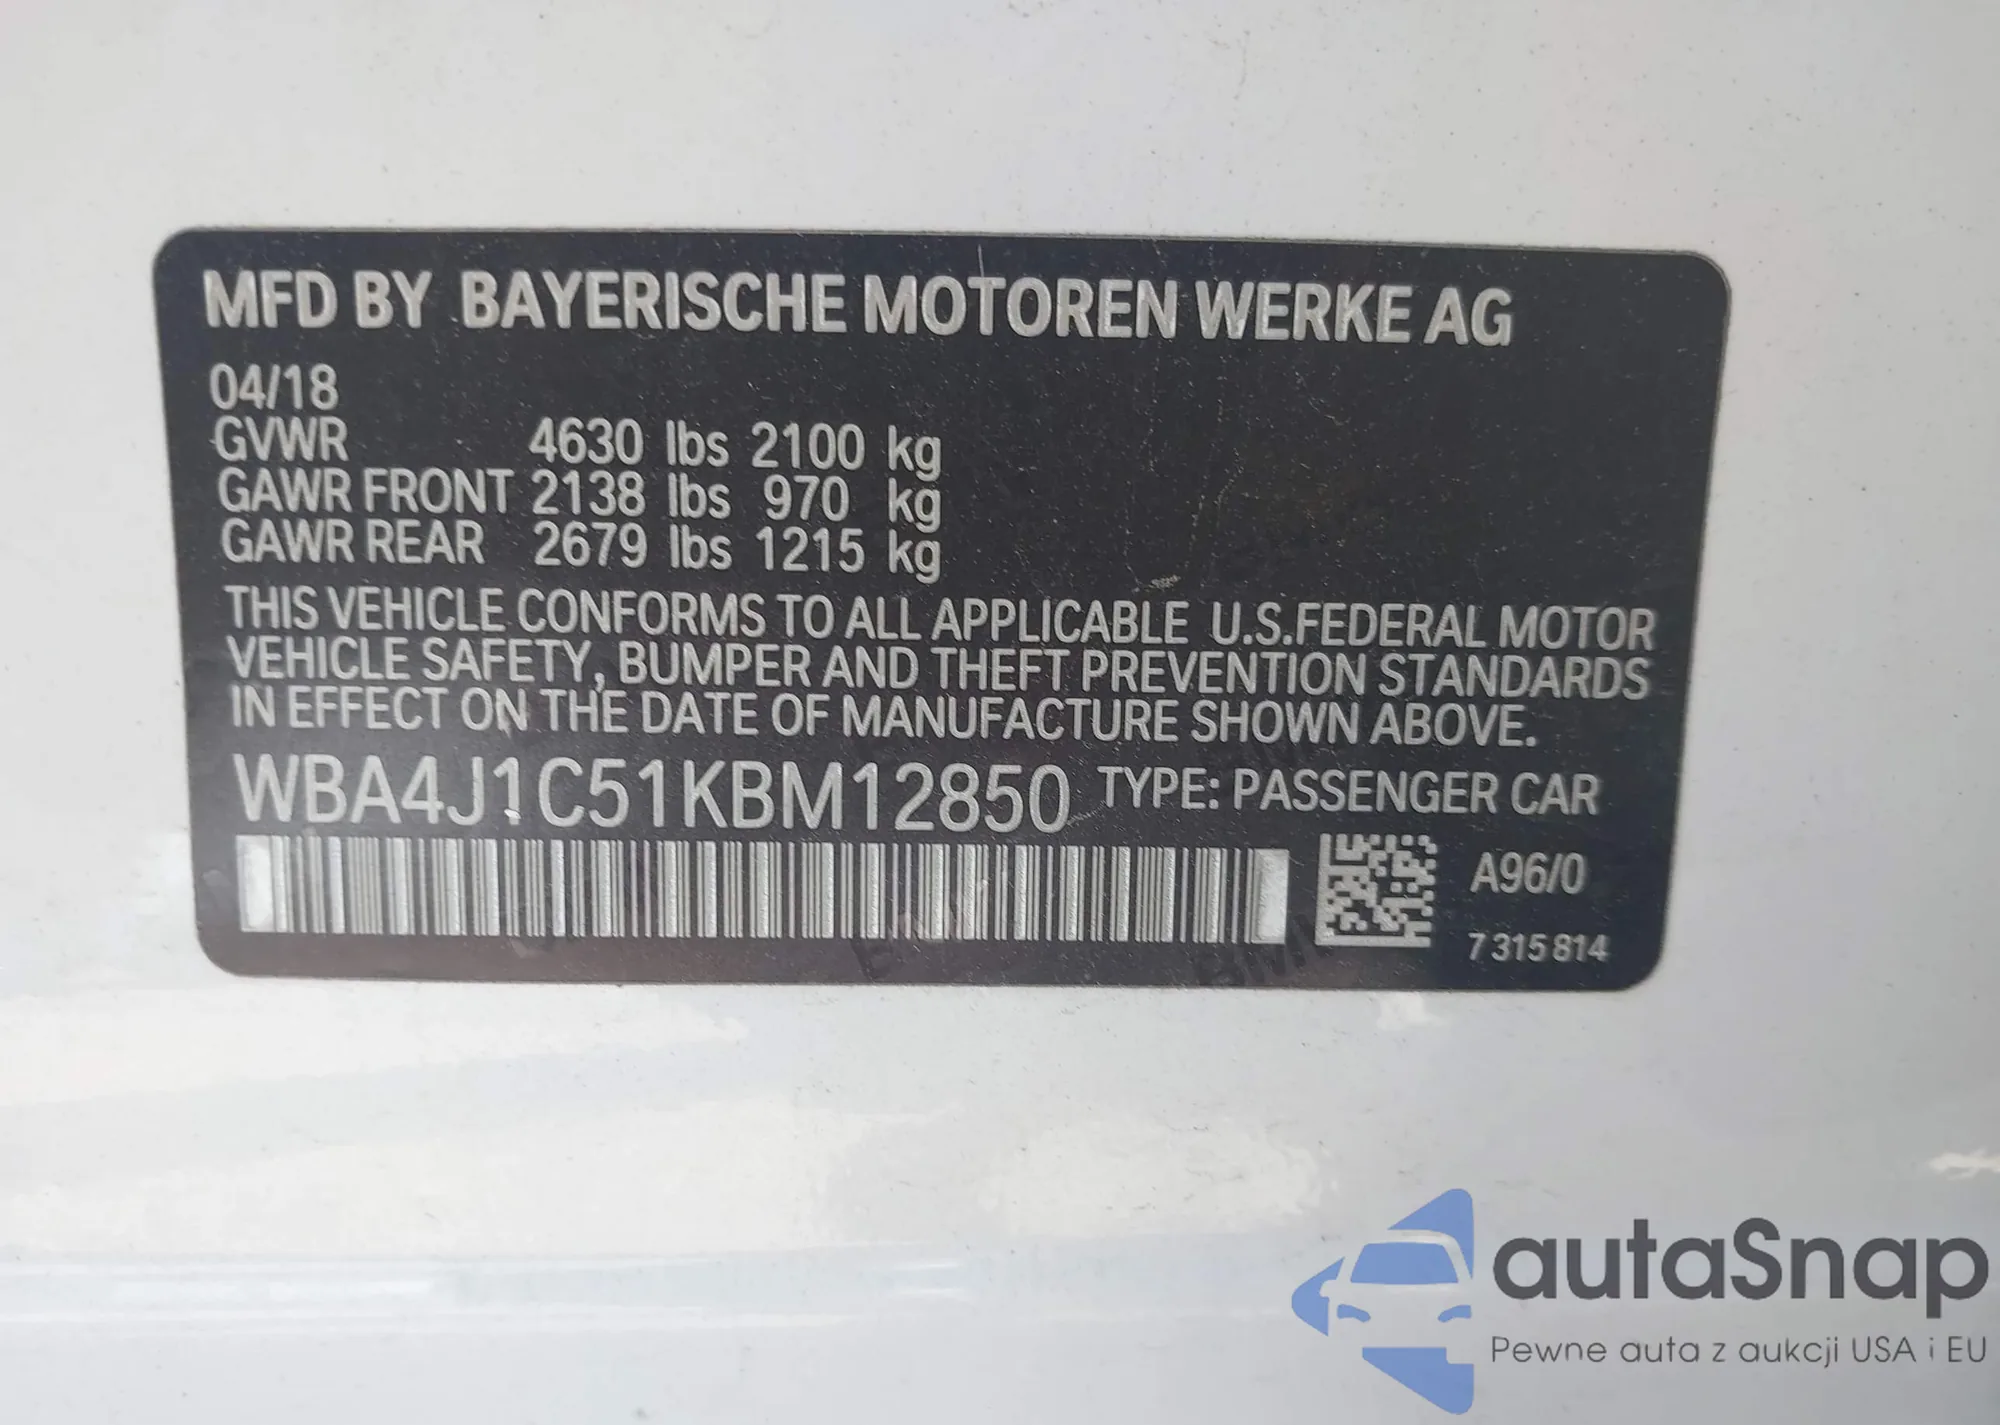 MFD BY BAYERISCHE MOTOREN WERKE AG
04/18
GVWR 4630 lbs 2100 kg
GAWR FRONT 2138 lbs 970 kg
GAWR REAR 2679 lbs 1215 kg
THIS VEHICLE CONFORMS TO ALL APPLICABLE U.S.FEDERAL MOTOR
VEHICLE SAFETY, BUMPER AND THEFT PREVENTION STANDARDS
IN EFFECT ON THE DATE OF MANUFACTURE SHOWN ABOVE.
WBA4J1C51KBM12850 TYPE: PASSENGER CAR
A96/0
7 315 814
autaSnap
Pewne auta z aukcji USA i EU